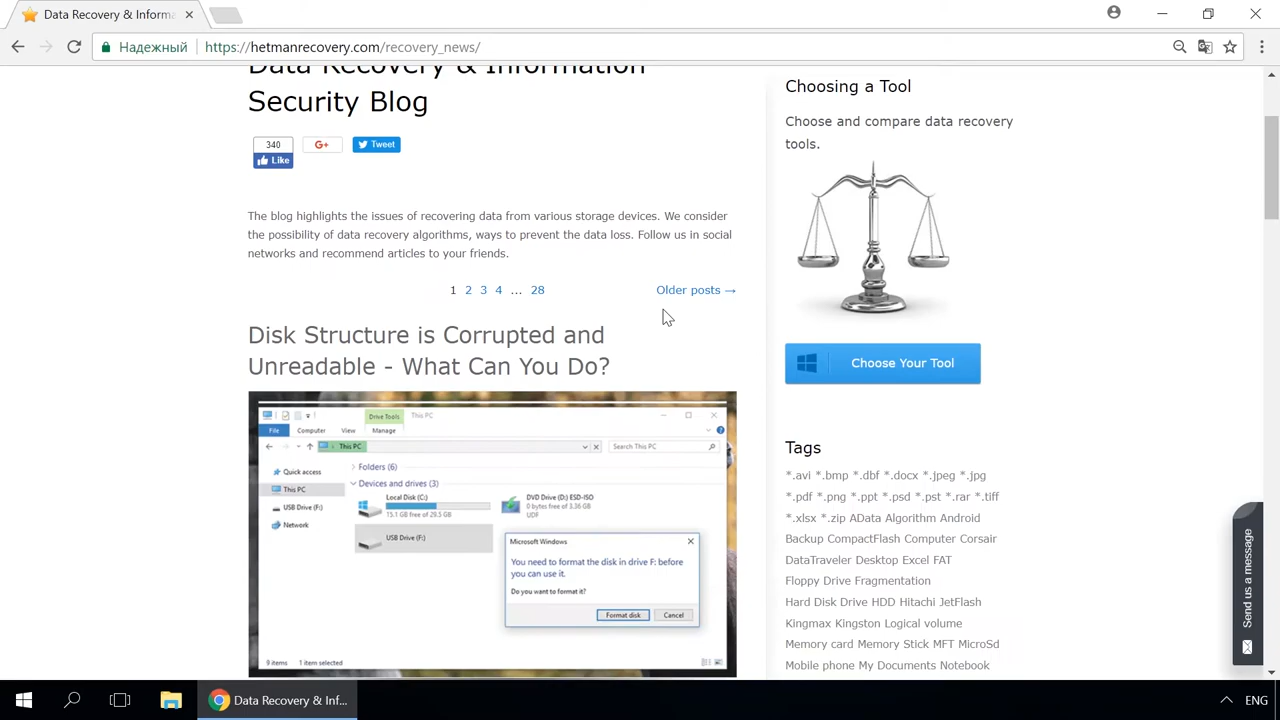 Data Recovery & Informa
Надежный
https://hetmanrecovery.com/recovery_news/
Data Recovery & Information
Security Blog
340
Like
G+
Tweet
The blog highlights the issues of recovering data from various storage devices. We consider
the possibility of data recovery algorithms, ways to prevent the data loss. Follow us in social
networks and recommend articles to your friends.
1 2 3 4 ... 28
Older posts →
Disk Structure is Corrupted and
Unreadable - What Can You Do?
Drive Tools
This PC
File
Computer
View
Manage
This PC
Search This PC
Quick access
This PC
USB Drive (F:)
Network
Folders (6)
Devices and drives (3)
Local Disk (C:)
15.1 GB free of 29.5 GB
DVD Drive (D:) ESD-ISO
0 bytes free of 3.36 GB
UDF
USB Drive (F:)
Microsoft Windows
You need to format the disk in drive F: before
you can use it.
Do you want to format it?
Format disk
Cancel
9 items
1 item selected
Choosing a Tool
Choose and compare data recovery
tools.
Choose Your Tool
Tags
*.avi *.bmp *.dbf *.docx *.jpeg *.jpg
*.pdf *.png *.ppt *.psd *.pst *.rar *.tiff
*.xlsx *.zip AData Algorithm Android
Backup CompactFlash Computer Corsair
DataTraveler Desktop Excel FAT
Floppy Drive Fragmentation
Hard Disk Drive HDD Hitachi JetFlash
Kingmax Kingston Logical volume
Memory card Memory Stick MFT MicroSd
Mobile phone My Documents Notebook
Send us a message
Data Recovery & Inf...
ENG